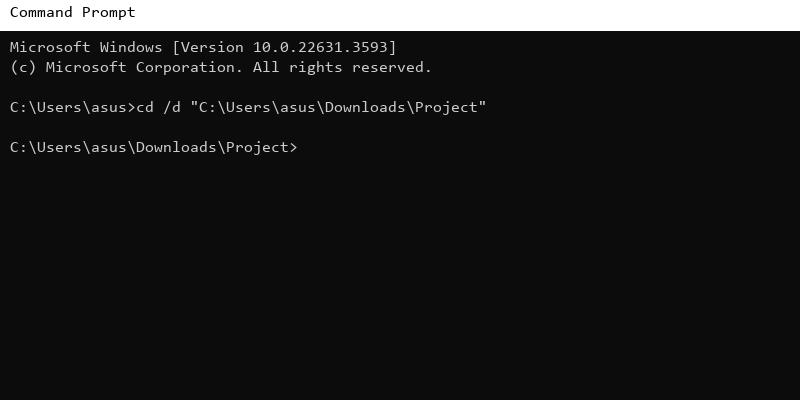 Command Prompt
Microsoft Windows [Version 10.0.22631.3593]
(c) Microsoft Corporation. All rights reserved.
C:\Users\asus>cd /d "C:\Users\asus\Downloads\Project"
C:\Users\asus\Downloads\Project>